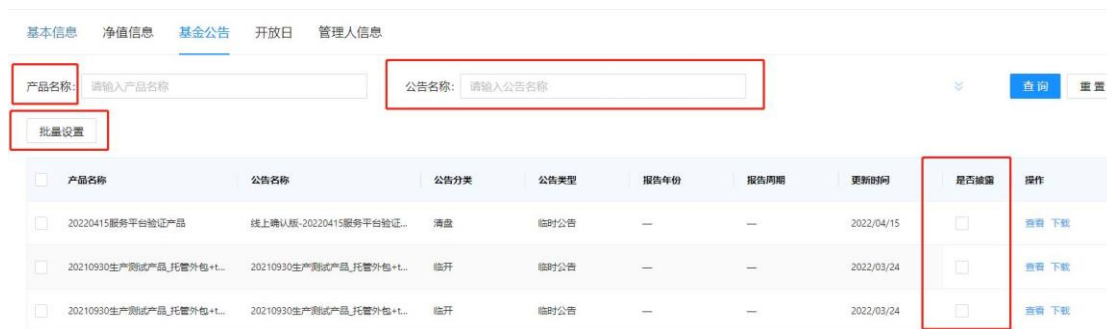 基本信息 净值信息 基金公告 开放日 管理人信息
产品名称: 请输入产品名称 公告名称: 请输入公告名称 查询 重置
批量设置
产品名称 公告名称 公告分类 公告类型 报告年份 报告周期 更新时间 是否披露 操作
20220415服务平台验证产品 线上确认版-20220415服务平台验证... 清盘 临时公告 — — 2022/04/15 查看 下载
20210930生产测试产品_托管外包+t... 20210930生产测试产品_托管外包+t... 临开 临时公告 — — 2022/03/24 查看 下载
20210930生产测试产品_托管外包+t... 20210930生产测试产品_托管外包+t... 临开 临时公告 — — 2022/03/24 查看 下载